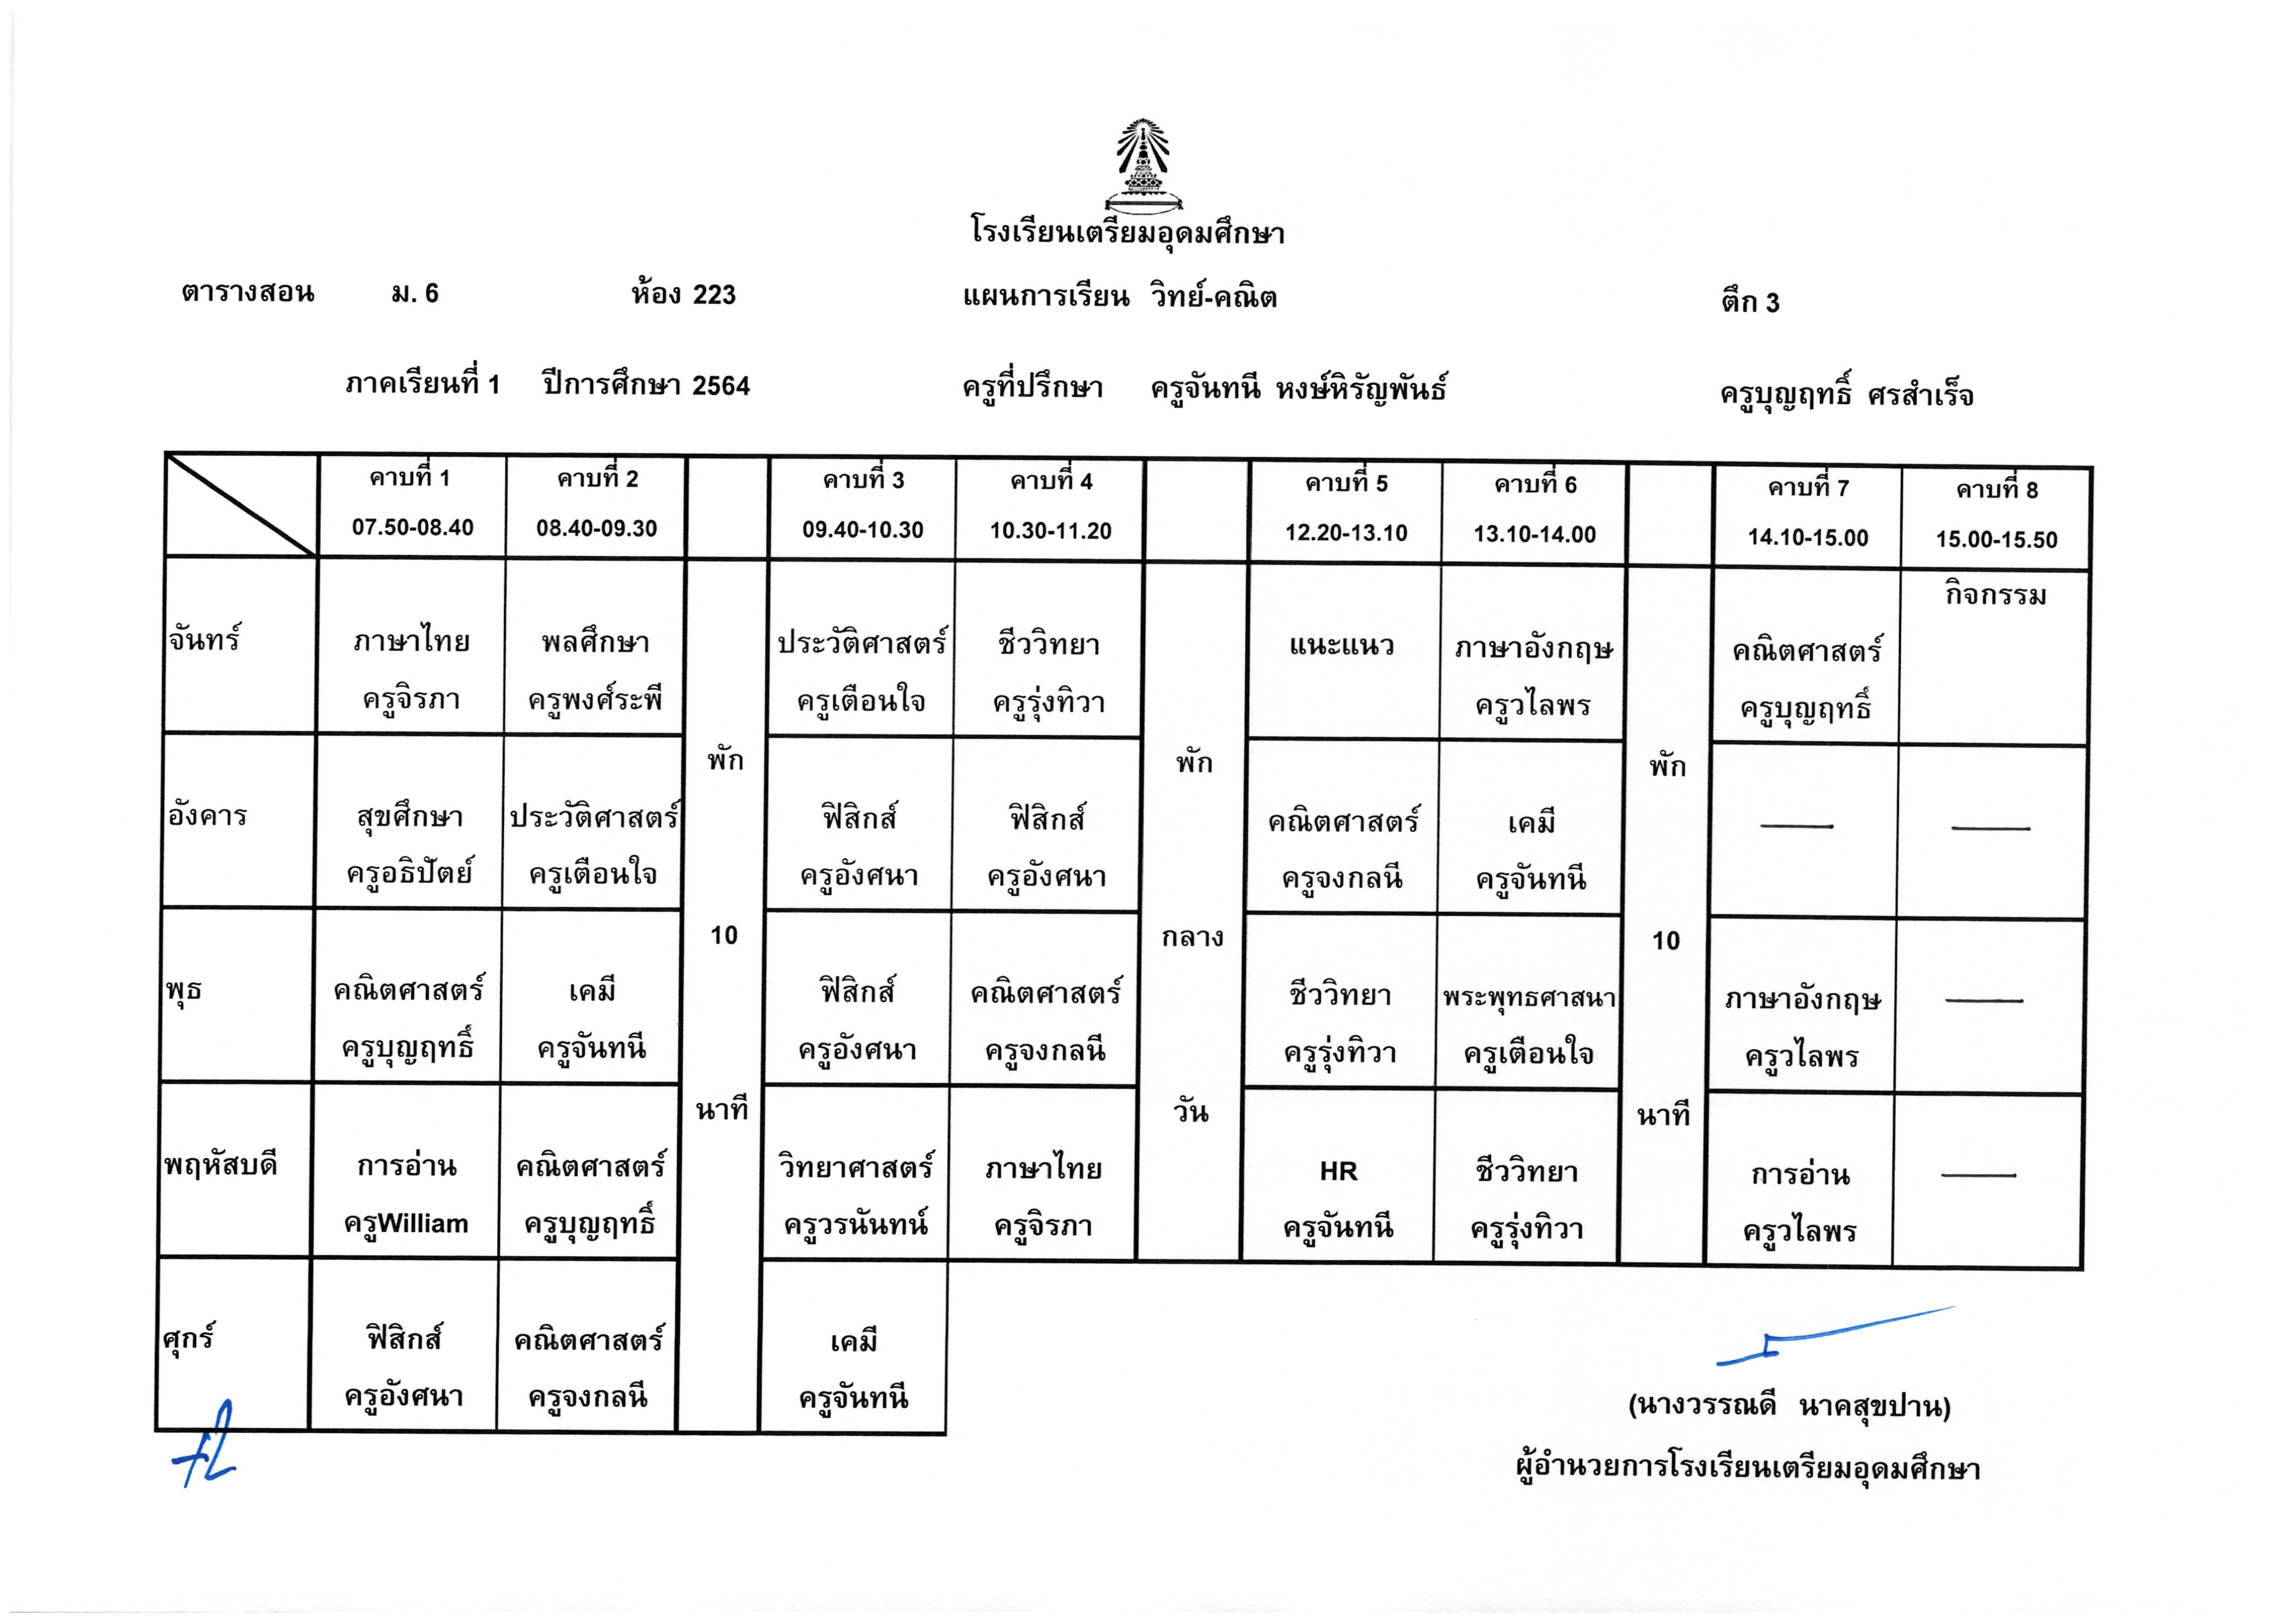 โรงเรียนเตรียมอุดมศึกษา
ตารางสอน ม. 6 ห้อง 223 แผนการเรียน วิทย์-คณิต ตึก 3
ภาคเรียนที่ 1 ปีการศึกษา 2564 ครูที่ปรึกษา ครูจันทนี หงษ์หิรัญพันธ์ ครูบุญฤทธิ์ ศรสำเร็จ
คาบที่ 1 คาบที่ 2 คาบที่ 3 คาบที่ 4 คาบที่ 5 คาบที่ 6 คาบที่ 7 คาบที่ 8
07.50-08.40 08.40-09.30 09.40-10.30 10.30-11.20 12.20-13.10 13.10-14.00 14.10-15.00 15.00-15.50
จันทร์ ภาษาไทย พลศึกษา ประวัติศาสตร์ ชีววิทยา แนะแนว ภาษาอังกฤษ คณิตศาสตร์ กิจกรรม
ครูจิรภา ครูพงศ์ระพี ครูเตือนใจ ครูรุ่งทิวา ครูวไลพร ครูบุญฤทธิ์
พัก พัก พัก
อังคาร สุขศึกษา ประวัติศาสตร์ ฟิสิกส์ ฟิสิกส์ คณิตศาสตร์ เคมี
ครูอธิปัตย์ ครูเตือนใจ ครูอังศนา ครูอังศนา ครูจงกลนี ครูจันทนี
10 กลาง 10
พุธ คณิตศาสตร์ เคมี ฟิสิกส์ คณิตศาสตร์ ชีววิทยา พระพุทธศาสนา ภาษาอังกฤษ
ครูบุญฤทธิ์ ครูจันทนี ครูอังศนา ครูจงกลนี ครูรุ่งทิวา ครูเตือนใจ ครูวไลพร
นาที วัน นาที
พฤหัสบดี การอ่าน คณิตศาสตร์ วิทยาศาสตร์ ภาษาไทย HR ชีววิทยา การอ่าน
ครูWilliam ครูบุญฤทธิ์ ครูวรนันทน์ ครูจิรภา ครูจันทนี ครูรุ่งทิวา ครูวไลพร
ศุกร์ ฟิสิกส์ คณิตศาสตร์ เคมี
ครูอังศนา ครูจงกลนี ครูจันทนี
(นางวรรณดี นาคสุขปาน)
ผู้อำนวยการโรงเรียนเตรียมอุดมศึกษา